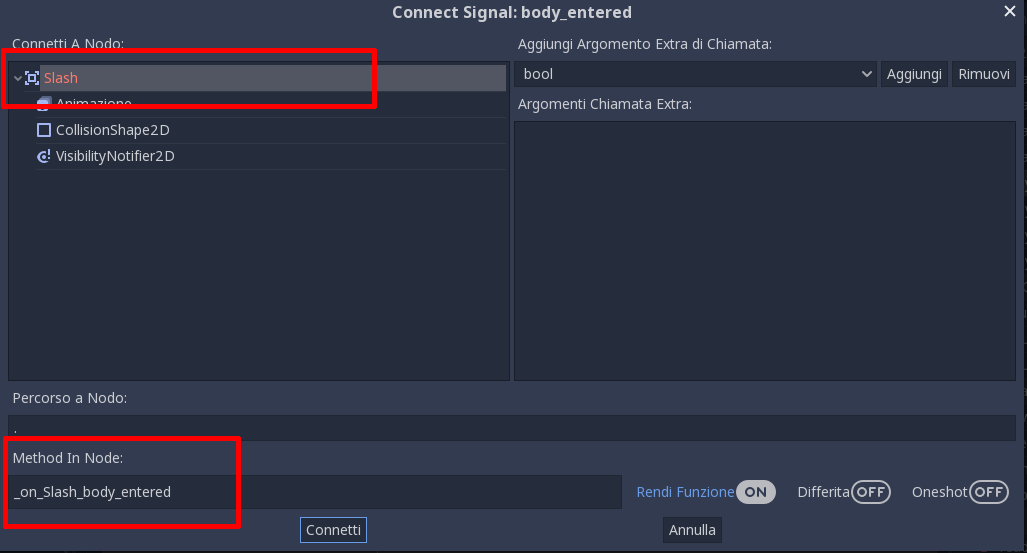 Connect Signal: body_entered
Connetti A Nodo:
Slash
Animazione
CollisionShape2D
VisibilityNotifier2D
Aggiungi Argomento Extra di Chiamata:
bool Aggiungi Rimuovi
Argomenti Chiamata Extra:
Percorso a Nodo:
.
Method In Node:
_on_Slash_body_entered Rendi Funzione ON Differita OFF Oneshot OFF
Connetti Annulla